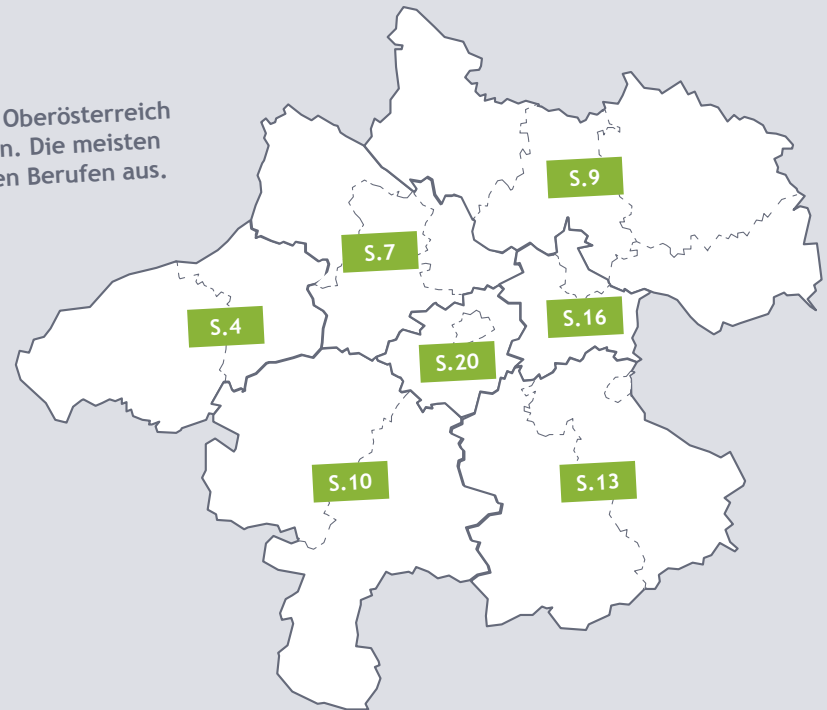 Oberösterreich
n. Die meisten
en Berufen aus.
S.9
S.7
S.4
S.16
S.20
S.10
S.13